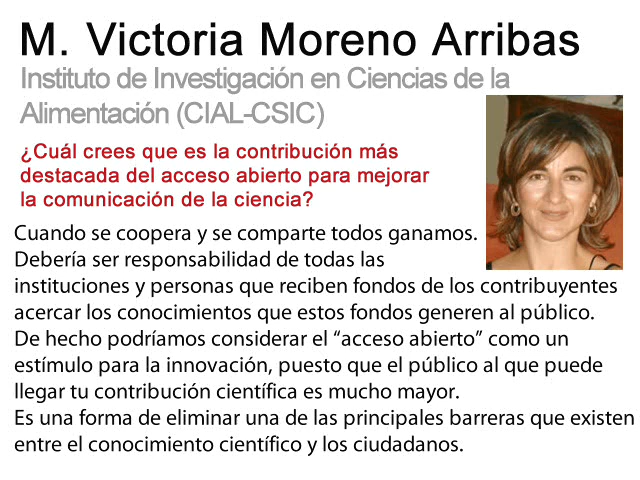 M. Victoria Moreno Arribas
Instituto de Investigación en Ciencias de la
Alimentación (CIAL-CSIC)
¿Cuál crees que es la contribución más
destacada del acceso abierto para mejorar
la comunicación de la ciencia?
Cuando se coopera y se comparte todos ganamos.
Debería ser responsabilidad de todas las
instituciones y personas que reciben fondos de los contribuyentes
acercar los conocimientos que estos fondos generen al público.
De hecho podríamos considerar el “acceso abierto” como un
estímulo para la innovación, puesto que el público al que puede
llegar tu contribución científica es mucho mayor.
Es una forma de eliminar una de las principales barreras que existen
entre el conocimiento científico y los ciudadanos.